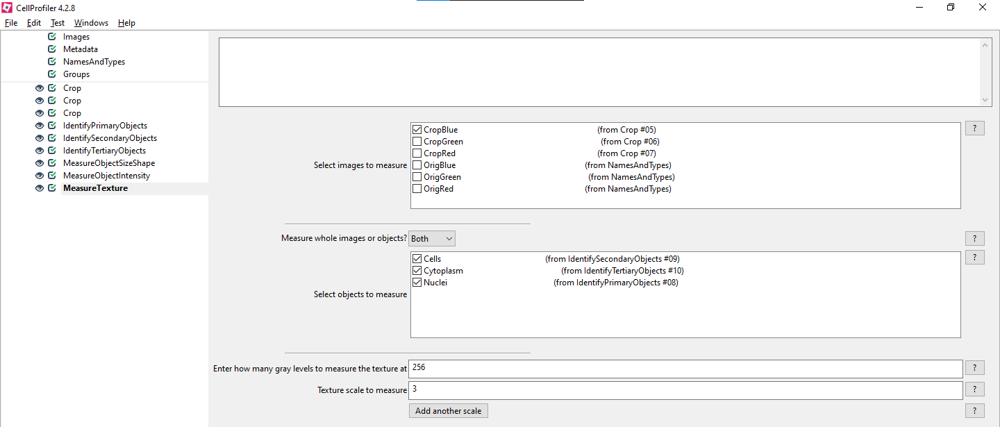 CellProfiler 4.2.8
File Edit Test Windows Help
Images
Metadata
NamesAndTypes
Groups
Crop
Crop
Crop
IdentifyPrimaryObjects
IdentifySecondaryObjects
IdentifyTertiaryObjects
MeasureObjectSizeShape
MeasureObjectIntensity
MeasureTexture
Select images to measure
CropBlue (from Crop #05)
CropGreen (from Crop #06)
CropRed (from Crop #07)
OrigBlue (from NamesAndTypes)
OrigGreen (from NamesAndTypes)
OrigRed (from NamesAndTypes)
?
Measure whole images or objects? Both ?
Select objects to measure
Cells (from IdentifySecondaryObjects #09)
Cytoplasm (from IdentifyTertiaryObjects #10)
Nuclei (from IdentifyPrimaryObjects #08)
?
Enter how many gray levels to measure the texture at 256 ?
Texture scale to measure 3 ?
Add another scale ?